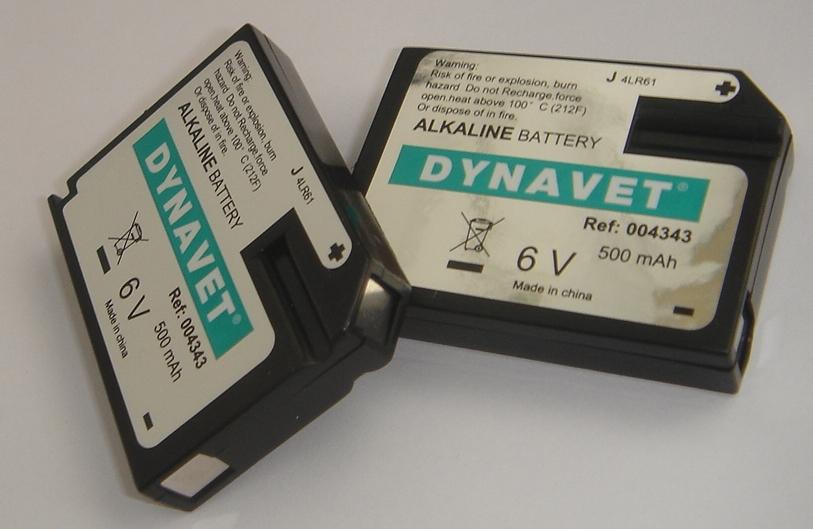 Warning:
Risk of fire or explosion, burn
hazard Do not Recharge,force
open,heat above 100° C (212F)
Or dispose of in fire.
J 4LR61
+
ALKALINE BATTERY
DYNAVET®
Ref: 004343
6 V 500 mAh
Made in china
-
Warning:
Risk of fire or explosion, burn
hazard Do not Recharge,force
open,heat above 100° C (212F)
Or dispose of in fire.
J 4LR61
+
ALKALINE BATTERY
DYNAVET®
Ref: 004343
6 V 500 mAh
Made in china
-